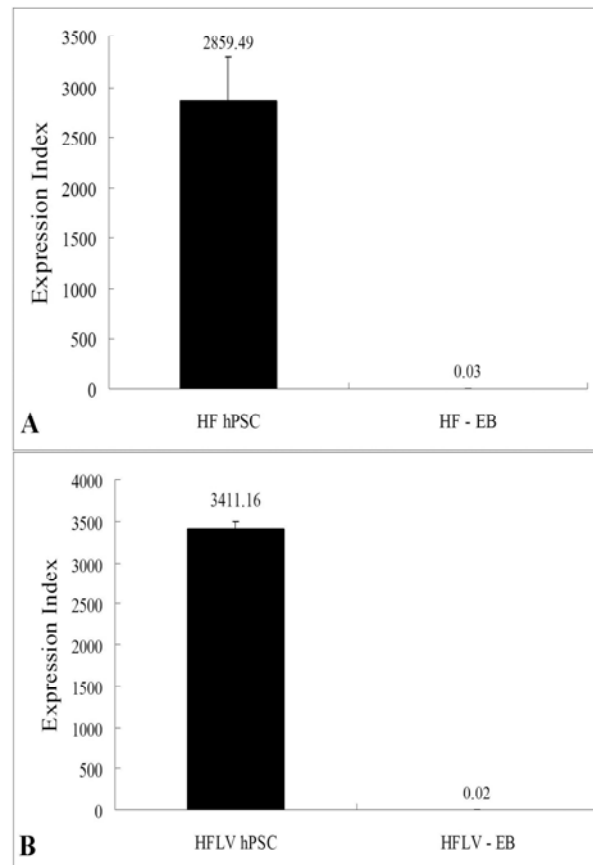 3500
3000
2500
2000
1500
1000
500
0
Expression Index
2859.49
0.03
HF hPSC
HF - EB
A
4000
3500
3000
2500
2000
1500
1000
500
0
Expression Index
3411.16
0.02
HFLV hPSC
HFLV - EB
B